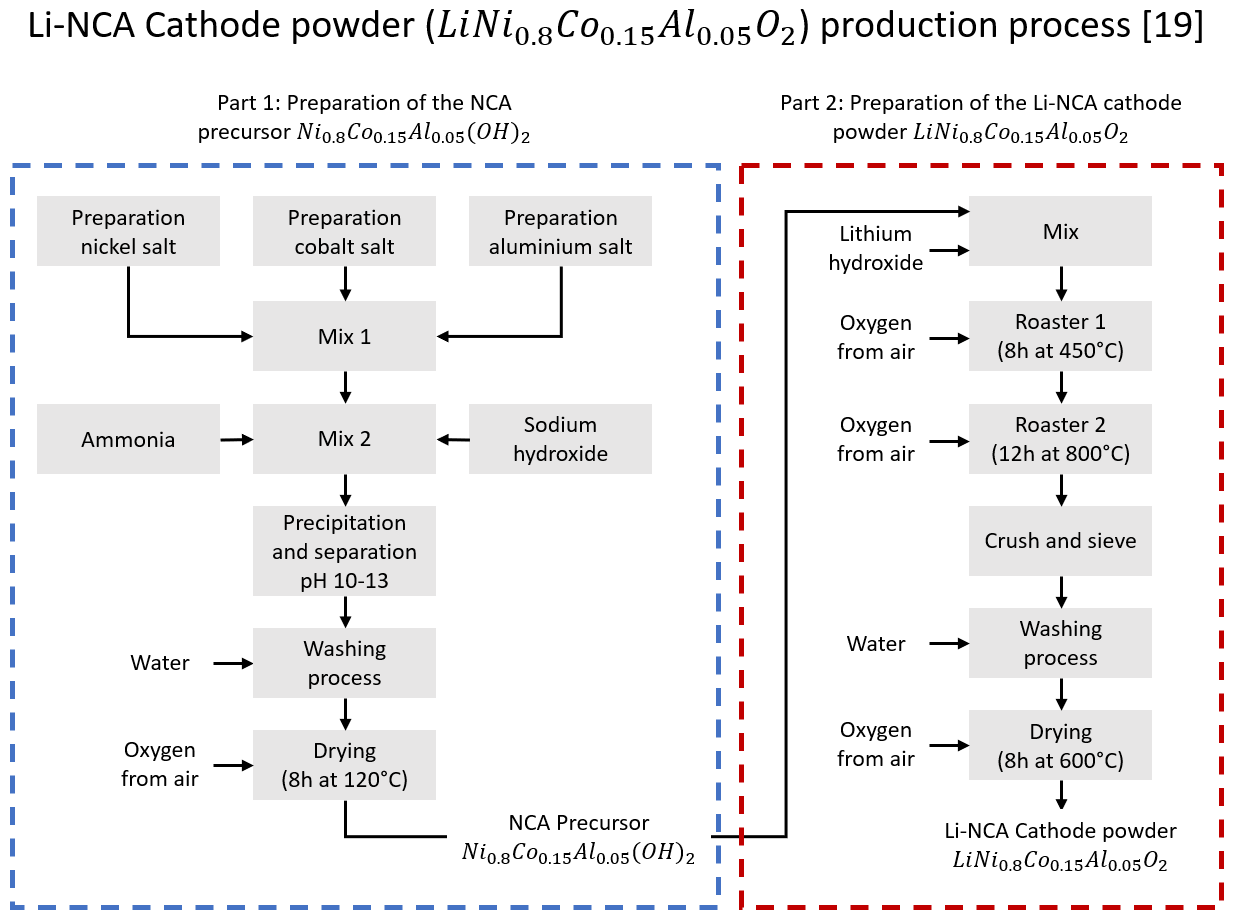 Li-NCA Cathode powder (LiNi0.8Co0.15Al0.05O2) production process [19]
Part 1: Preparation of the NCA
precursor Ni0.8Co0.15Al0.05(OH)2
Preparation
nickel salt
Preparation
cobalt salt
Preparation
aluminium salt
Mix 1
Ammonia
Mix 2
Sodium
hydroxide
Precipitation
and separation
pH 10-13
Water
Washing
process
Oxygen
from air
Drying
(8h at 120°C)
NCA Precursor
Ni0.8Co0.15Al0.05(OH)2
Part 2: Preparation of the Li-NCA cathode
powder LiNi0.8Co0.15Al0.05O2
Lithium
hydroxide
Mix
Oxygen
from air
Roaster 1
(8h at 450°C)
Oxygen
from air
Roaster 2
(12h at 800°C)
Crush and sieve
Water
Washing
process
Oxygen
from air
Drying
(8h at 600°C)
Li-NCA Cathode powder
LiNi0.8Co0.15Al0.05O2